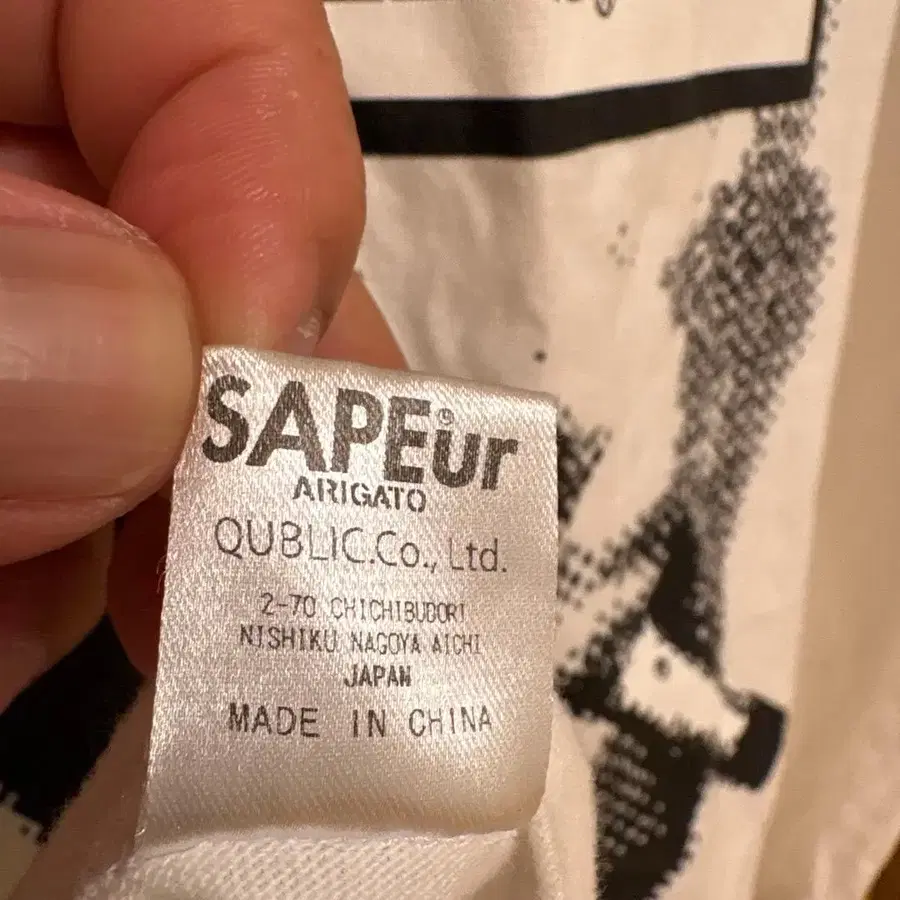 SAPEur
ARIGATO
QUBLIC.Co., Ltd.
2-70 CHICHIBUDORI
NISHIKU NAGOYA AICHI
JAPAN
MADE IN CHINA